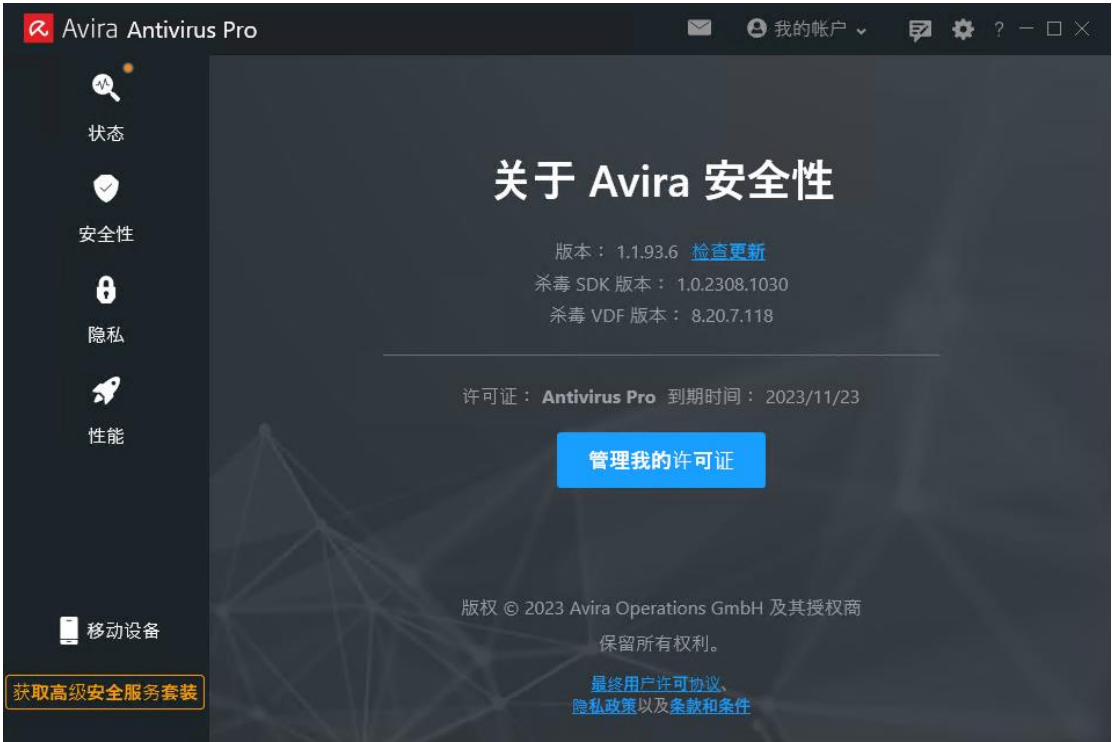 Avira Antivirus Pro
我的帐户
?
状态
安全性
隐私
性能
移动设备
获取高级安全服务套装
关于 Avira 安全性
版本： 1.1.93.6 检查更新
杀毒 SDK 版本： 1.0.2308.1030
杀毒 VDF 版本： 8.20.7.118
许可证： Antivirus Pro 到期时间： 2023/11/23
管理我的许可证
版权 © 2023 Avira Operations GmbH 及其授权商
保留所有权利。
最终用户许可协议、
隐私政策以及条款和条件